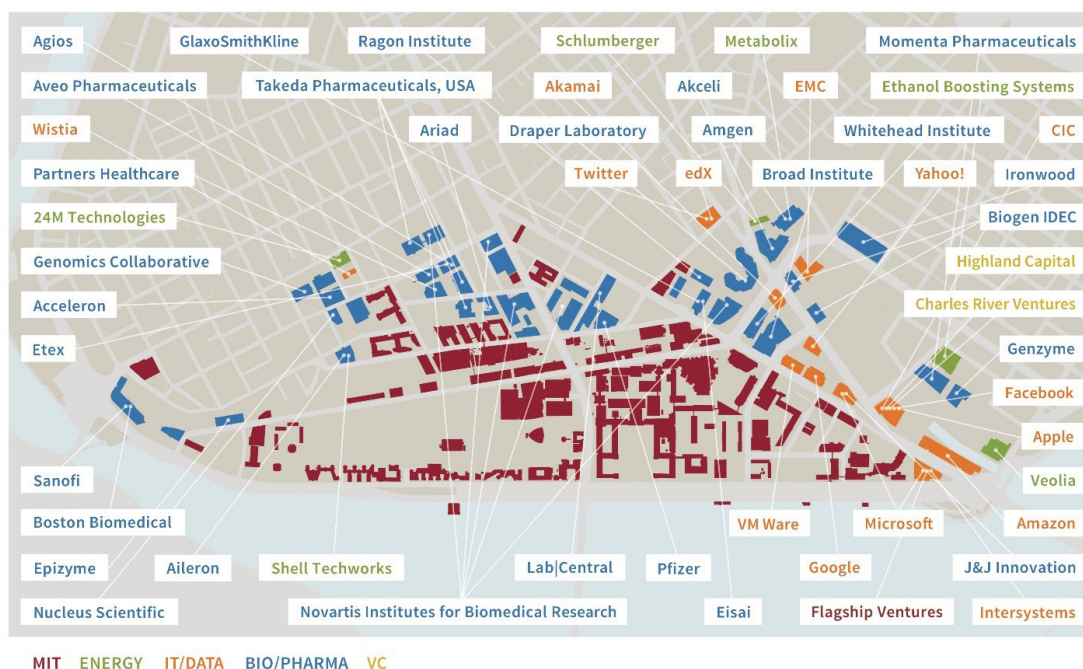 Agios
GlaxoSmithKline
Ragon Institute
Schlumberger
Metabolix
Momenta Pharmaceuticals
Aveo Pharmaceuticals
Takeda Pharmaceuticals, USA
Akamai
Akceli
EMC
Ethanol Boosting Systems
Wistia
Ariad
Draper Laboratory
Amgen
Whitehead Institute
CIC
Partners Healthcare
Twitter
edX
Broad Institute
Yahoo!
Ironwood
24M Technologies
Biogen IDEC
Genomics Collaborative
Highland Capital
Acceleron
Charles River Ventures
Etex
Genzyme
Facebook
Apple
Sanofi
Veolia
Boston Biomedical
VM Ware
Microsoft
Amazon
Epizyme
Aileron
Shell Techworks
Lab|Central
Pfizer
Google
J&J Innovation
Nucleus Scientific
Novartis Institutes for Biomedical Research
Eisai
Flagship Ventures
Intersystems
MIT ENERGY IT/DATA BIO/PHARMA VC